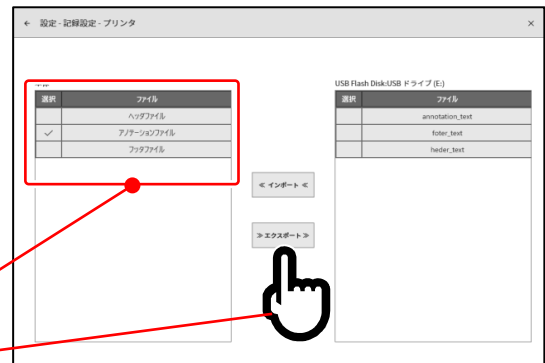 ← 設定 - 記録設定 - プリンタ ×
USB Flash Disk:USB ドライブ (E:)
選択 ファイル
ヘッダファイル
✓ アノテーションファイル
フッタファイル
≪ インポート ≪
≫ エクスポート ≫
選択 ファイル
annotation_text
foter_text
heder_text